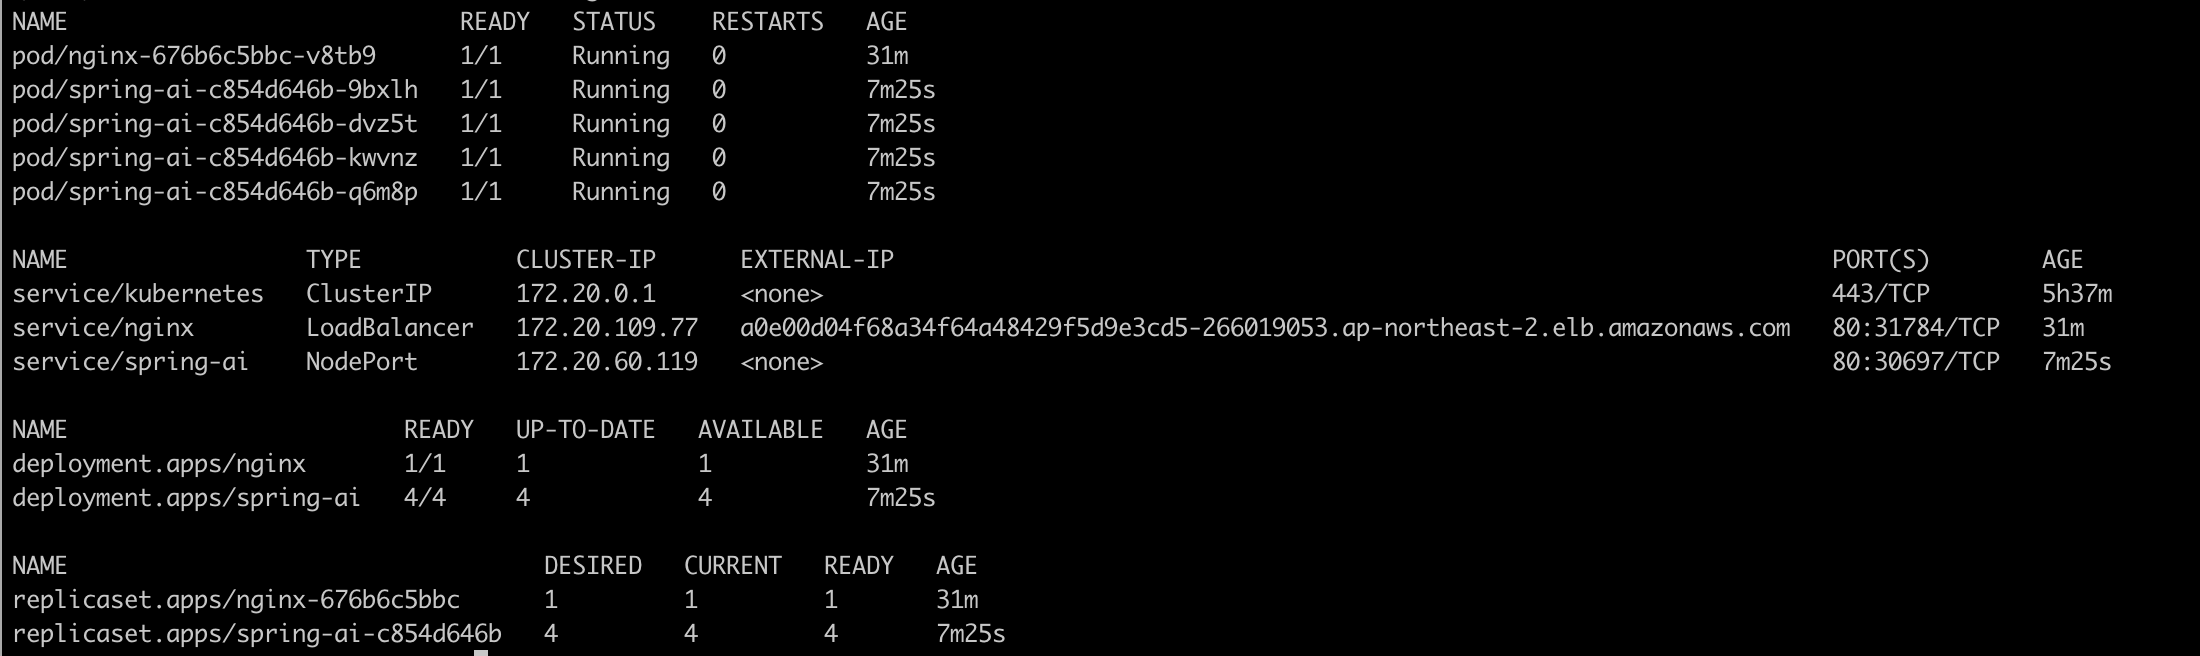 NAME READY STATUS RESTARTS AGE
pod/nginx-676b6c5bbc-v8tb9 1/1 Running 0 31m
pod/spring-ai-c854d646b-9bxlh 1/1 Running 0 7m25s
pod/spring-ai-c854d646b-dvz5t 1/1 Running 0 7m25s
pod/spring-ai-c854d646b-kwvnz 1/1 Running 0 7m25s
pod/spring-ai-c854d646b-q6m8p 1/1 Running 0 7m25s
NAME TYPE CLUSTER-IP EXTERNAL-IP PORT(S) AGE
service/kubernetes ClusterIP 172.20.0.1 <none> 443/TCP 5h37m
service/nginx LoadBalancer 172.20.109.77 a0e00d04f68a34f64a48429f5d9e3cd5-266019053.ap-northeast-2.elb.amazonaws.com 80:31784/TCP 31m
service/spring-ai NodePort 172.20.60.119 <none> 80:30697/TCP 7m25s
NAME READY UP-TO-DATE AVAILABLE AGE
deployment.apps/nginx 1/1 1 1 31m
deployment.apps/spring-ai 4/4 4 4 7m25s
NAME DESIRED CURRENT READY AGE
replicaset.apps/nginx-676b6c5bbc 1 1 1 31m
replicaset.apps/spring-ai-c854d646b 4 4 4 7m25s